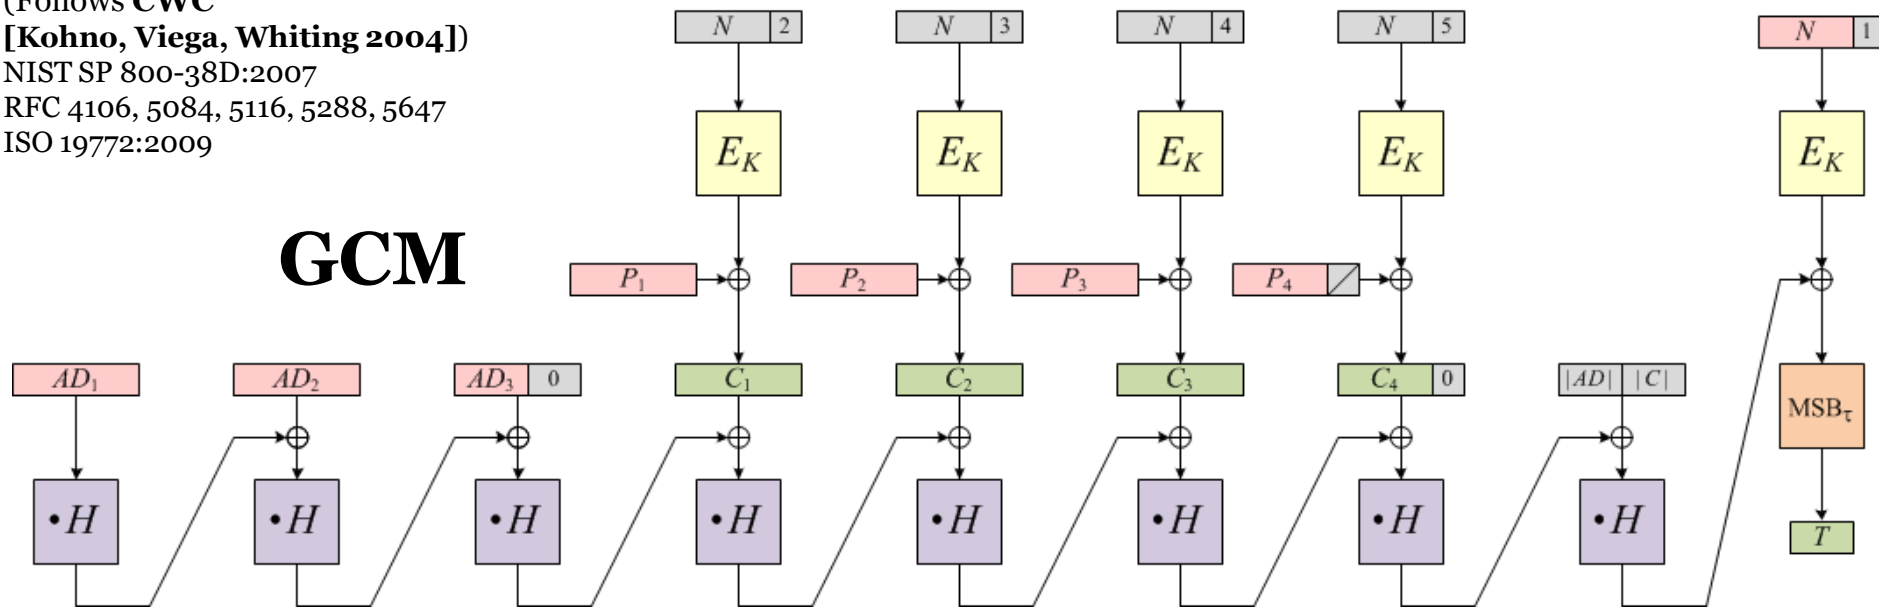 (Follows CWC
[Kohno, Viega, Whiting 2004])
NIST SP 800-38D:2007
RFC 4106, 5084, 5116, 5288, 5647
ISO 19772:2009
GCM
N 2 N 3 N 4 N 5 N 1
E_K E_K E_K E_K E_K
P_1 P_2 P_3 P_4
AD_1 AD_2 AD_3 0 C_1 C_2 C_3 C_4 0 |AD| |C|
MSB_τ
•H •H •H •H •H •H •H •H
T